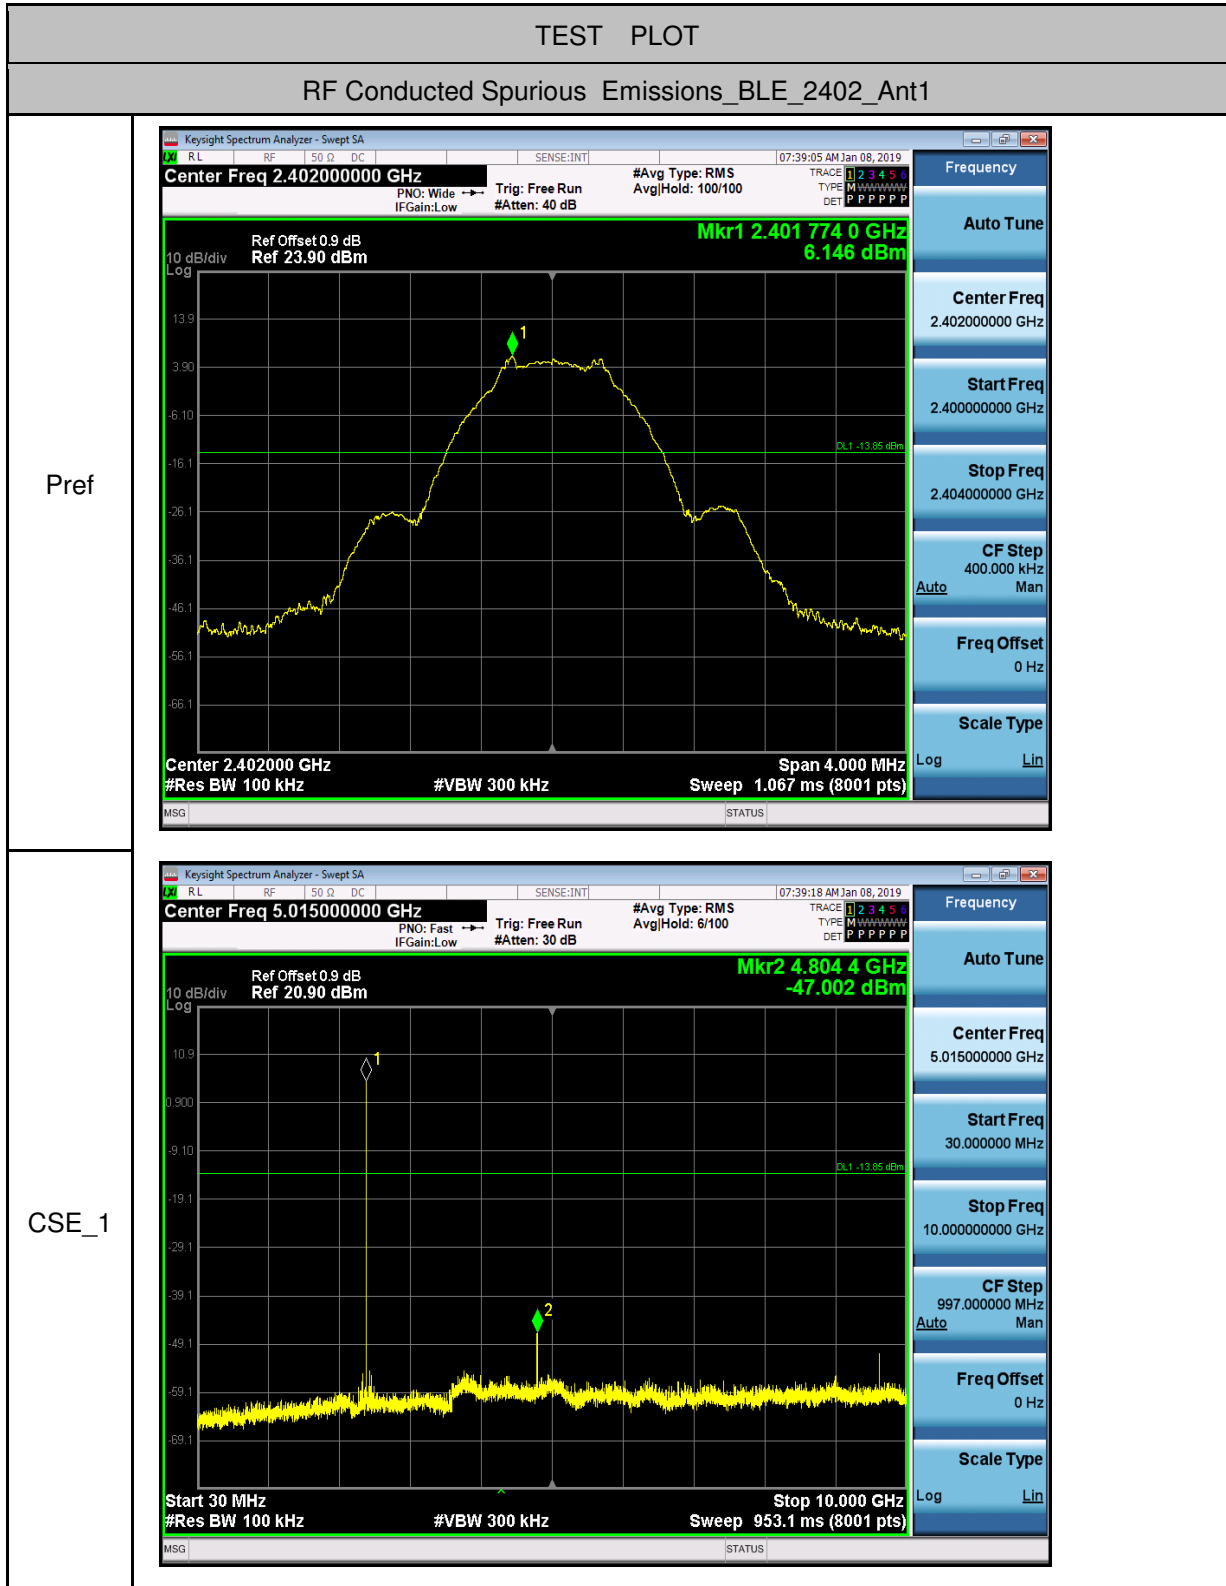 TEST PLOT
RF Conducted Spurious Emissions_BLE_2402_Ant1
Pref
Keysight Spectrum Analyzer - Swept SA
LXI RL RF 50 Ω DC SENSE:INT 07:39:05 AM Jan 08, 2019
Center Freq 2.402000000 GHz
PNO: Wide
IFGain:Low
Trig: Free Run
#Atten: 40 dB
#Avg Type: RMS
Avg|Hold: 100/100
TRACE 1 2 3 4 5 6
TYPE M WWWWW
DET P P P P P P
Mkr1 2.401 774 0 GHz
6.146 dBm
Ref Offset 0.9 dB
10 dB/div Ref 23.90 dBm
Log
13.9
1
3.90
-6.10
DL1 -13.85 dBm
-16.1
-26.1
-36.1
-46.1
-56.1
-66.1
Center 2.402000 GHz Span 4.000 MHz
#Res BW 100 kHz #VBW 300 kHz Sweep 1.067 ms (8001 pts)
MSG STATUS
Frequency
Auto Tune
Center Freq
2.402000000 GHz
Start Freq
2.400000000 GHz
Stop Freq
2.404000000 GHz
CF Step
400.000 kHz
Auto Man
Freq Offset
0 Hz
Scale Type
Log Lin
CSE_1
Keysight Spectrum Analyzer - Swept SA
LXI RL RF 50 Ω DC SENSE:INT 07:39:18 AM Jan 08, 2019
Center Freq 5.015000000 GHz
PNO: Fast
IFGain:Low
Trig: Free Run
#Atten: 30 dB
#Avg Type: RMS
Avg|Hold: 6/100
TRACE 1 2 3 4 5 6
TYPE M WWWWW
DET P P P P P P
Mkr2 4.804 4 GHz
-47.002 dBm
Ref Offset 0.9 dB
10 dB/div Ref 20.90 dBm
Log
10.9
1
0.900
-9.10
DL1 -13.85 dBm
-19.1
-29.1
-39.1
2
-49.1
-59.1
-69.1
Start 30 MHz Stop 10.000 GHz
#Res BW 100 kHz #VBW 300 kHz Sweep 953.1 ms (8001 pts)
MSG STATUS
Frequency
Auto Tune
Center Freq
5.015000000 GHz
Start Freq
30.000000 MHz
Stop Freq
10.000000000 GHz
CF Step
997.000000 MHz
Auto Man
Freq Offset
0 Hz
Scale Type
Log Lin